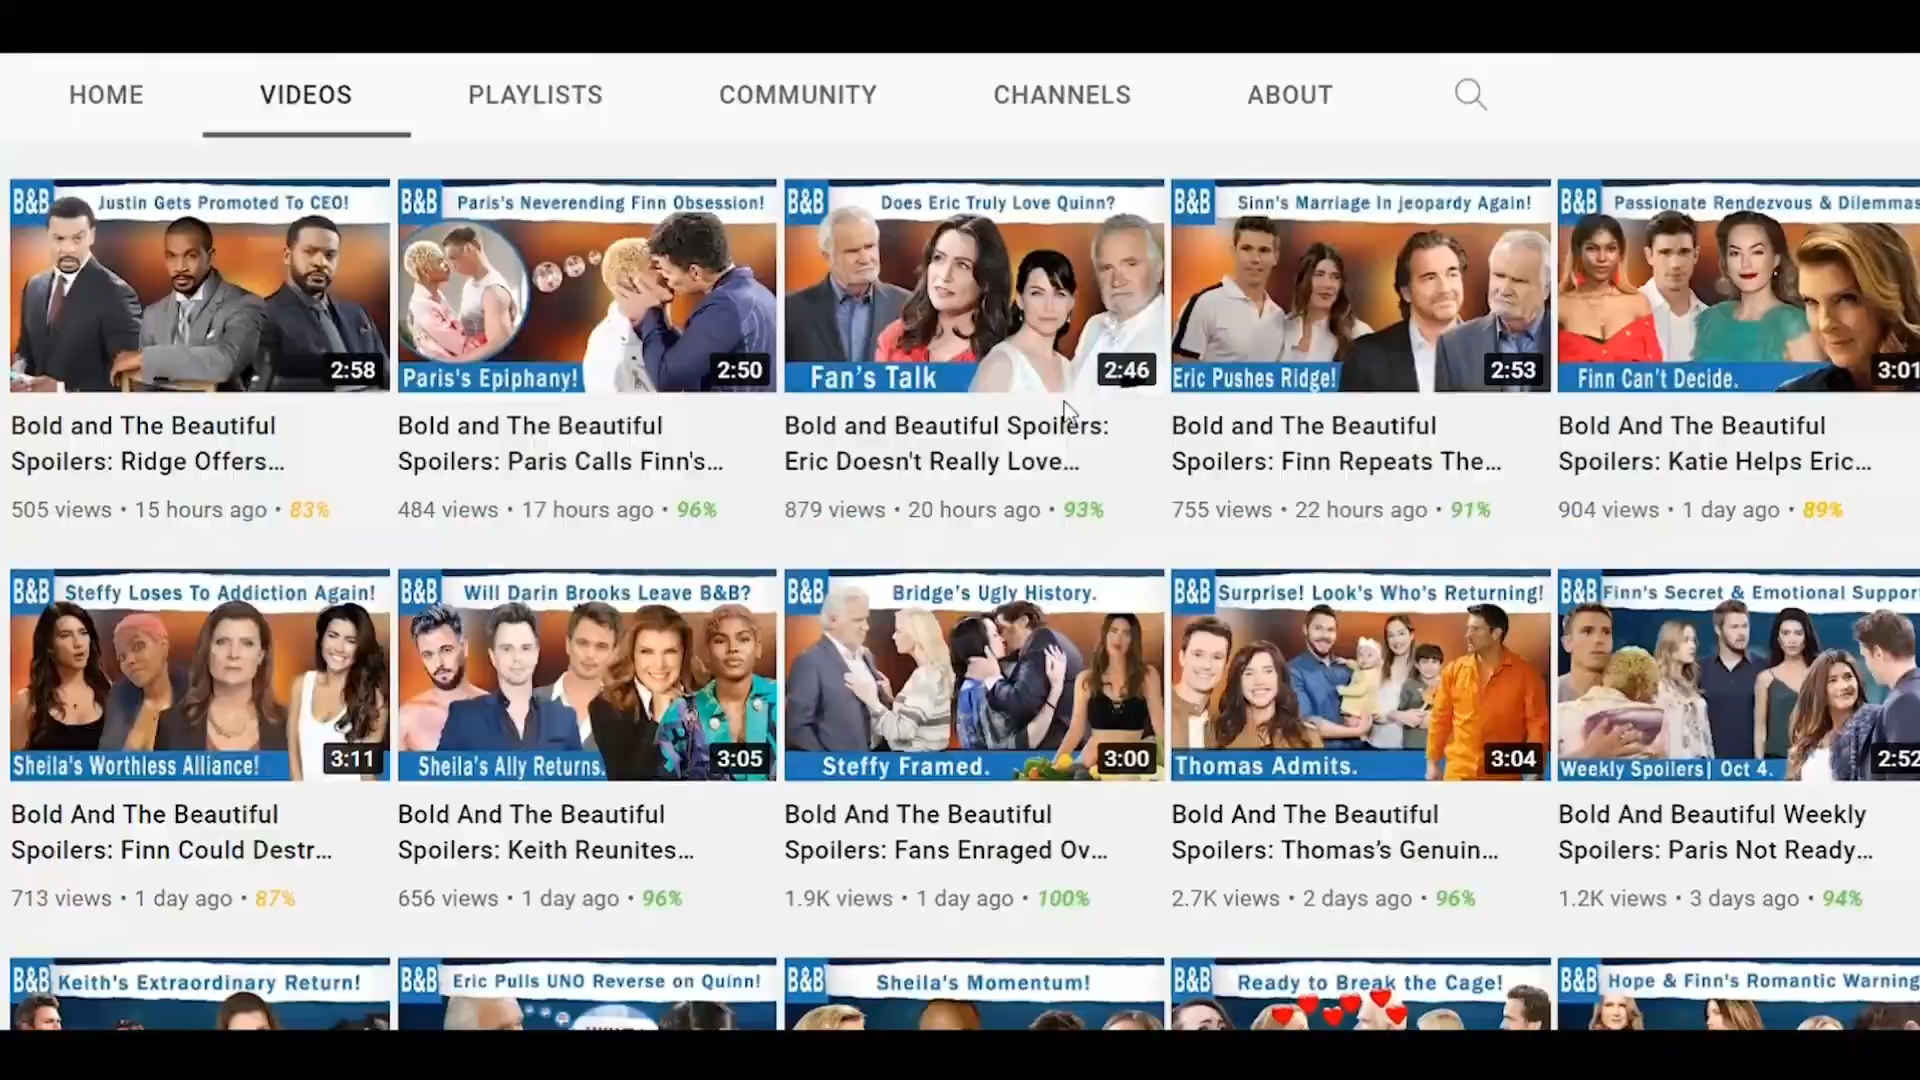 HOME VIDEOS PLAYLISTS COMMUNITY CHANNELS ABOUT
B&B Justin Gets Promoted To CEO!
2:58
Bold and The Beautiful
Spoilers: Ridge Offers...
505 views • 15 hours ago • 83%
B&B Paris's Neverending Finn Obsession!
Paris's Epiphany!
2:50
Bold and The Beautiful
Spoilers: Paris Calls Finn's...
484 views • 17 hours ago • 96%
B&B Does Eric Truly Love Quinn?
Fan's Talk
2:46
Bold and Beautiful Spoilers:
Eric Doesn't Really Love...
879 views • 20 hours ago • 93%
B&B Sinn's Marriage In jeopardy Again!
Eric Pushes Ridge!
2:53
Bold and The Beautiful
Spoilers: Finn Repeats The...
755 views • 22 hours ago • 91%
B&B Passionate Rendezvous & Dilemmas
Finn Can't Decide.
3:01
Bold And The Beautiful
Spoilers: Katie Helps Eric...
904 views • 1 day ago • 89%
B&B Steffy Loses To Addiction Again!
Sheila's Worthless Alliance!
3:11
Bold And The Beautiful
Spoilers: Finn Could Destr...
713 views • 1 day ago • 87%
B&B Will Darin Brooks Leave B&B?
Sheila's Ally Returns.
3:05
Bold And The Beautiful
Spoilers: Keith Reunites...
656 views • 1 day ago • 96%
B&B Bridge's Ugly History.
Steffy Framed.
3:00
Bold And The Beautiful
Spoilers: Fans Enraged Ov...
1.9K views • 1 day ago • 100%
B&B Surprise! Look's Who's Returning!
Thomas Admits.
3:04
Bold And The Beautiful
Spoilers: Thomas's Genuin...
2.7K views • 2 days ago • 96%
B&B Finn's Secret & Emotional Suppor
Weekly Spoilers| Oct 4.
2:52
Bold And Beautiful Weekly
Spoilers: Paris Not Ready...
1.2K views • 3 days ago • 94%
B&B Keith's Extraordinary Return!
B&B Eric Pulls UNO Reverse on Quinn!
B&B Sheila's Momentum!
B&B Ready to Break the Cage!
B&B Hope & Finn's Romantic Warning